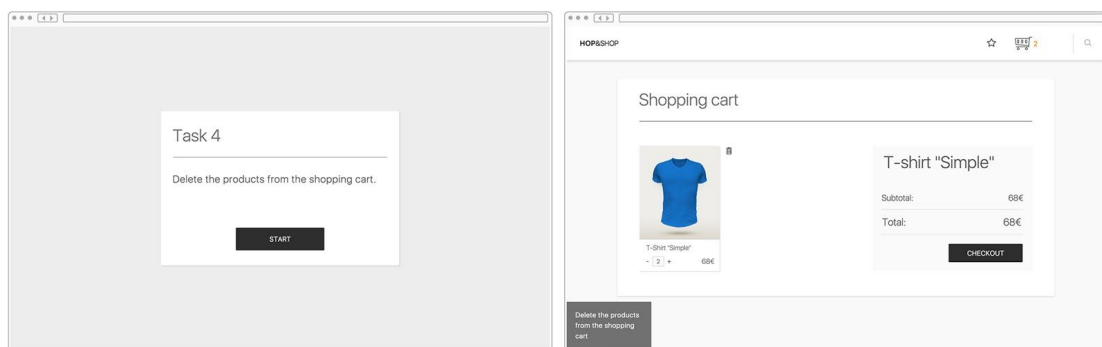 Task 4
Delete the products from the shopping cart.
START
HOP&SHOP
2
Shopping cart
T-Shirt "Simple"
- 2 + 68€
T-shirt "Simple"
Subtotal: 68€
Total: 68€
CHECKOUT
Delete the products
from the shopping
cart